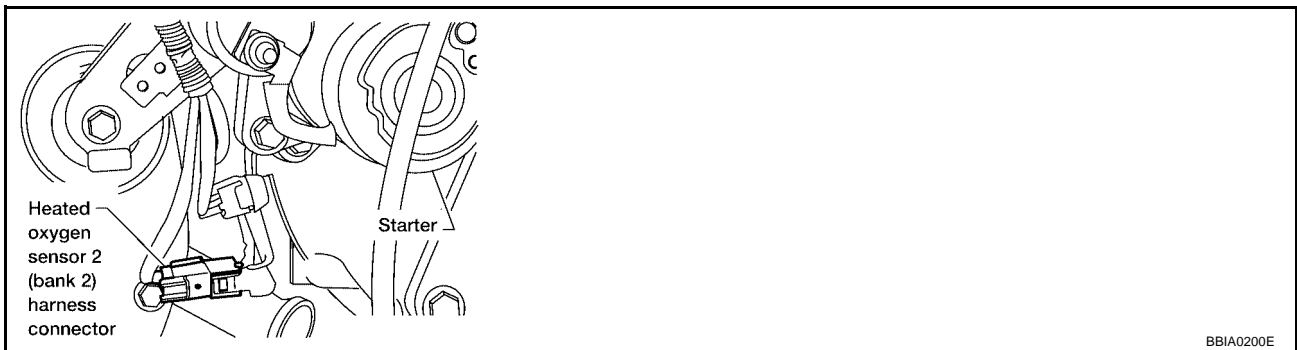 Heated
oxygen
sensor 2
(bank 2)
harness
connector
Starter
BBIA0200E